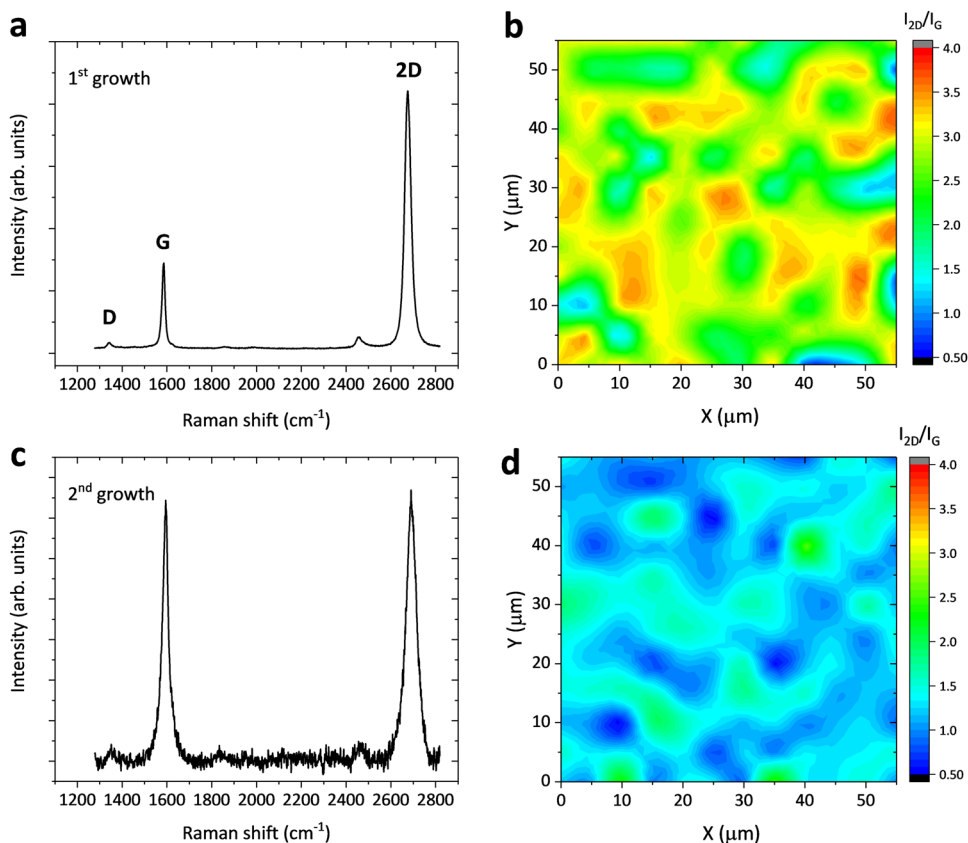 a
1st growth
D
G
2D
Intensity (arb. units)
1200 1400 1600 1800 2000 2200 2400 2600 2800
Raman shift (cm-1)
b
I2D/IG
50
40
30
20
10
0
Y (μm)
0 10 20 30 40 50
X (μm)
4.0
3.5
3.0
2.5
2.0
1.5
1.0
0.50
c
2nd growth
Intensity (arb. units)
1200 1400 1600 1800 2000 2200 2400 2600 2800
Raman shift (cm-1)
d
I2D/IG
50
40
30
20
10
0
Y (μm)
0 10 20 30 40 50
X (μm)
4.0
3.5
3.0
2.5
2.0
1.5
1.0
0.50